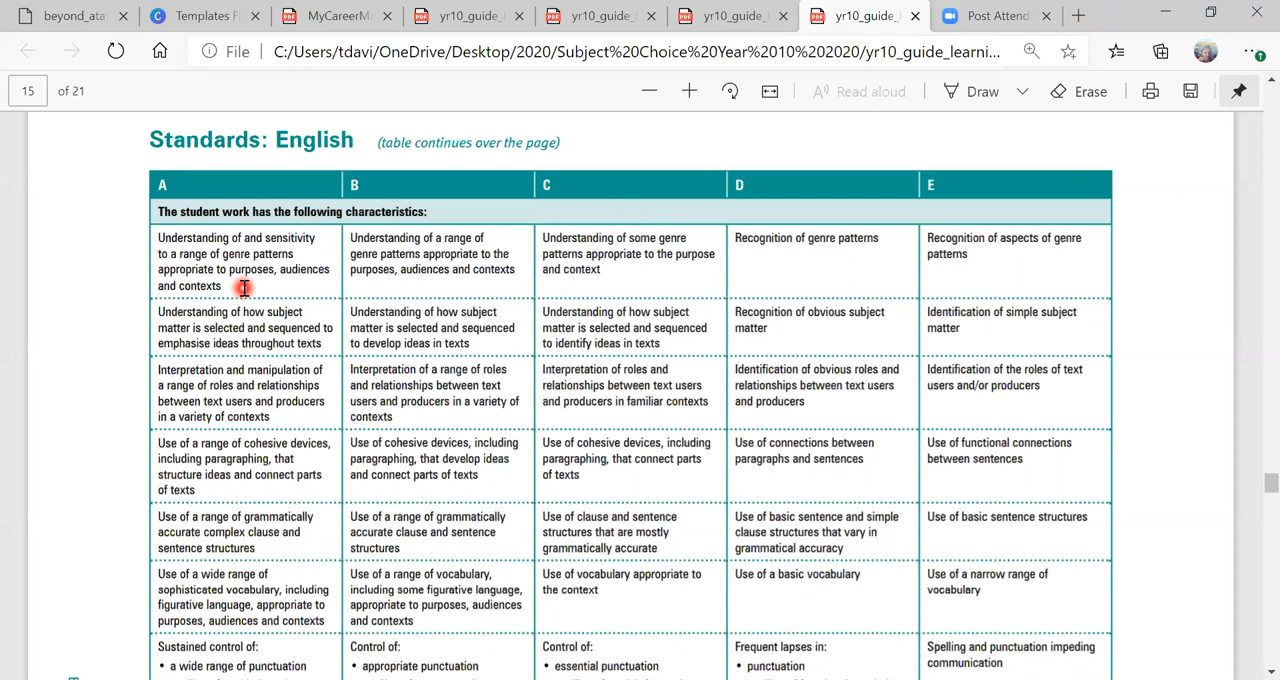 beyond_ata
Templates F
MyCareerMa
yr10_guide_
yr10_guide_
yr10_guide_
yr10_guide_
Post Attend
File C:/Users/tdavi/OneDrive/Desktop/2020/Subject%20Choice%20Year%2010%202020/yr10_guide_learni...
15 of 21 Read aloud Draw Erase
Standards: English (table continues over the page)
A B C D E
The student work has the following characteristics:
Understanding of and sensitivity
to a range of genre patterns
appropriate to purposes, audiences
and contexts
Understanding of a range of
genre patterns appropriate to the
purposes, audiences and contexts
Understanding of some genre
patterns appropriate to the purpose
and context
Recognition of genre patterns
Recognition of aspects of genre
patterns
Understanding of how subject
matter is selected and sequenced to
emphasise ideas throughout texts
Understanding of how subject
matter is selected and sequenced
to develop ideas in texts
Understanding of how subject
matter is selected and sequenced
to identify ideas in texts
Recognition of obvious subject
matter
Identification of simple subject
matter
Interpretation and manipulation of
a range of roles and relationships
between text users and producers
in a variety of contexts
Interpretation of a range of roles
and relationships between text
users and producers in a variety of
contexts
Interpretation of roles and
relationships between text users
and producers in familiar contexts
Identification of obvious roles and
relationships between text users
and producers
Identification of the roles of text
users and/or producers
Use of a range of cohesive devices,
including paragraphing, that
structure ideas and connect parts
of texts
Use of cohesive devices, including
paragraphing, that develop ideas
and connect parts of texts
Use of cohesive devices, including
paragraphing, that connect parts
of texts
Use of connections between
paragraphs and sentences
Use of functional connections
between sentences
Use of a range of grammatically
accurate complex clause and
sentence structures
Use of a range of grammatically
accurate clause and sentence
structures
Use of clause and sentence
structures that are mostly
grammatically accurate
Use of basic sentence and simple
clause structures that vary in
grammatical accuracy
Use of basic sentence structures
Use of a wide range of
sophisticated vocabulary, including
figurative language, appropriate to
purposes, audiences and contexts
Use of a range of vocabulary,
including some figurative language,
appropriate to purposes, audiences
and contexts
Use of vocabulary appropriate to
the context
Use of a basic vocabulary
Use of a narrow range of
vocabulary
Sustained control of:
• a wide range of punctuation
Control of:
• appropriate punctuation
Control of:
• essential punctuation
Frequent lapses in:
• punctuation
Spelling and punctuation impeding
communication